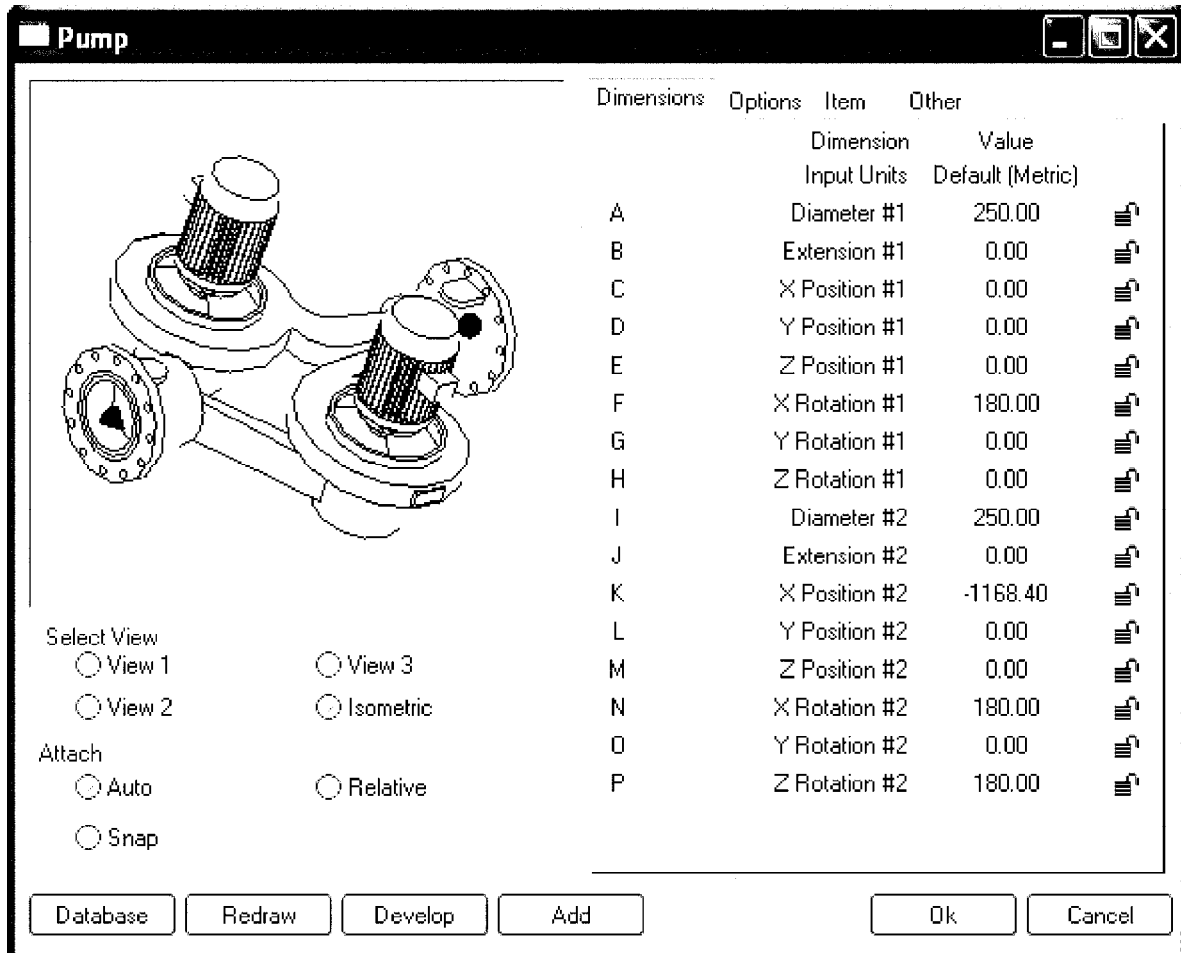 Pump
Dimensions Options Item Other
Dimension Value
Input Units Default (Metric)
A Diameter #1 250.00
B Extension #1 0.00
C X Position #1 0.00
D Y Position #1 0.00
E Z Position #1 0.00
F X Rotation #1 180.00
G Y Rotation #1 0.00
H Z Rotation #1 0.00
I Diameter #2 250.00
J Extension #2 0.00
K X Position #2 -1168.40
L Y Position #2 0.00
M Z Position #2 0.00
N X Rotation #2 180.00
O Y Rotation #2 0.00
P Z Rotation #2 180.00
Select View
View 1 View 3
View 2 Isometric
Attach
Auto Relative
Snap
Database Redraw Develop Add Ok Cancel